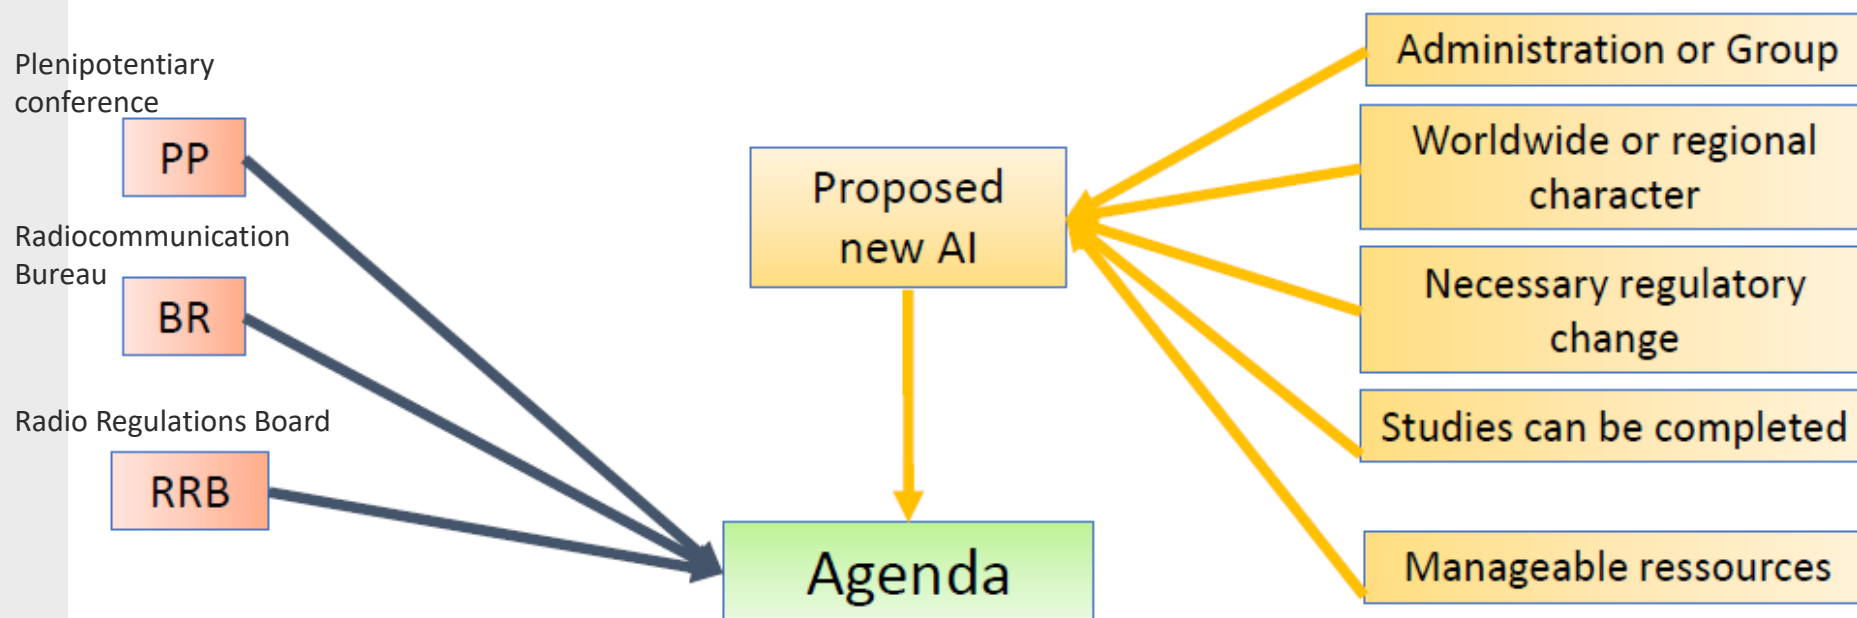 Plenipotentiary
conference
PP
Radiocommunication
Bureau
BR
Radio Regulations Board
RRB
Proposed
new AI
Agenda
Administration or Group
Worldwide or regional
character
Necessary regulatory
change
Studies can be completed
Manageable ressources